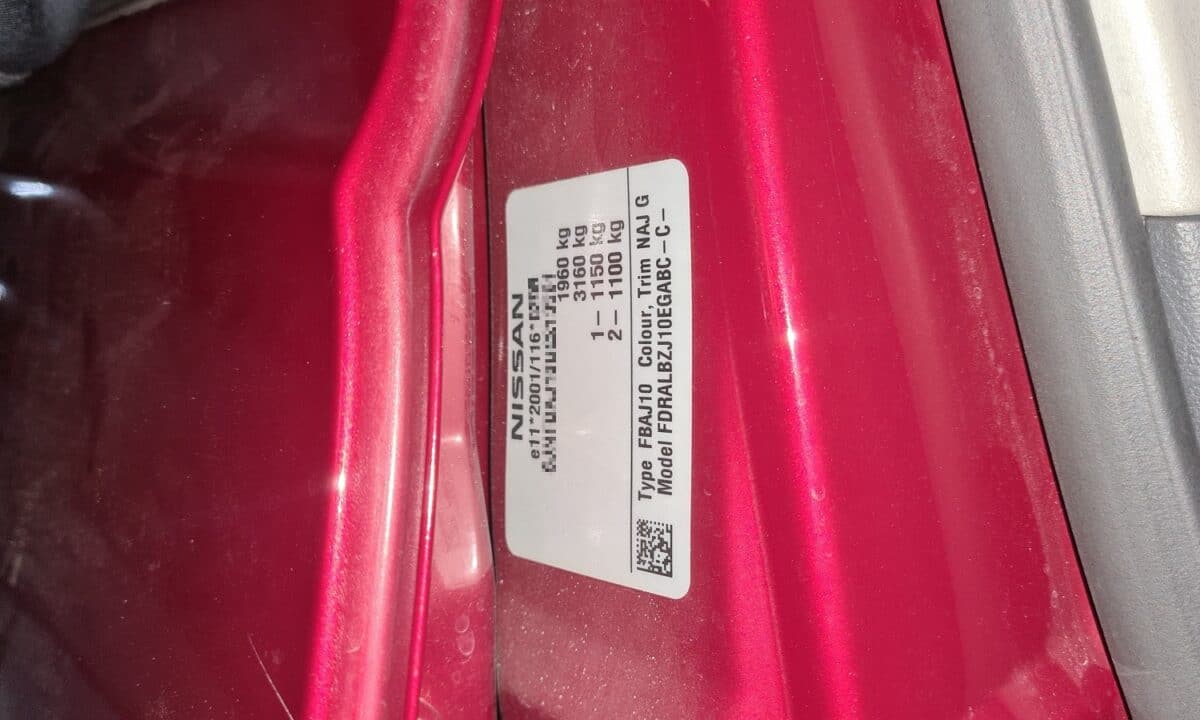 NISSAN
e11*2001/116*
1960 kg
3160 kg
1– 1150 kg
2– 1100 kg
Type FBAJ10 Colour, Trim NAJ G
Model FDRALBZJ10EGABC –C–